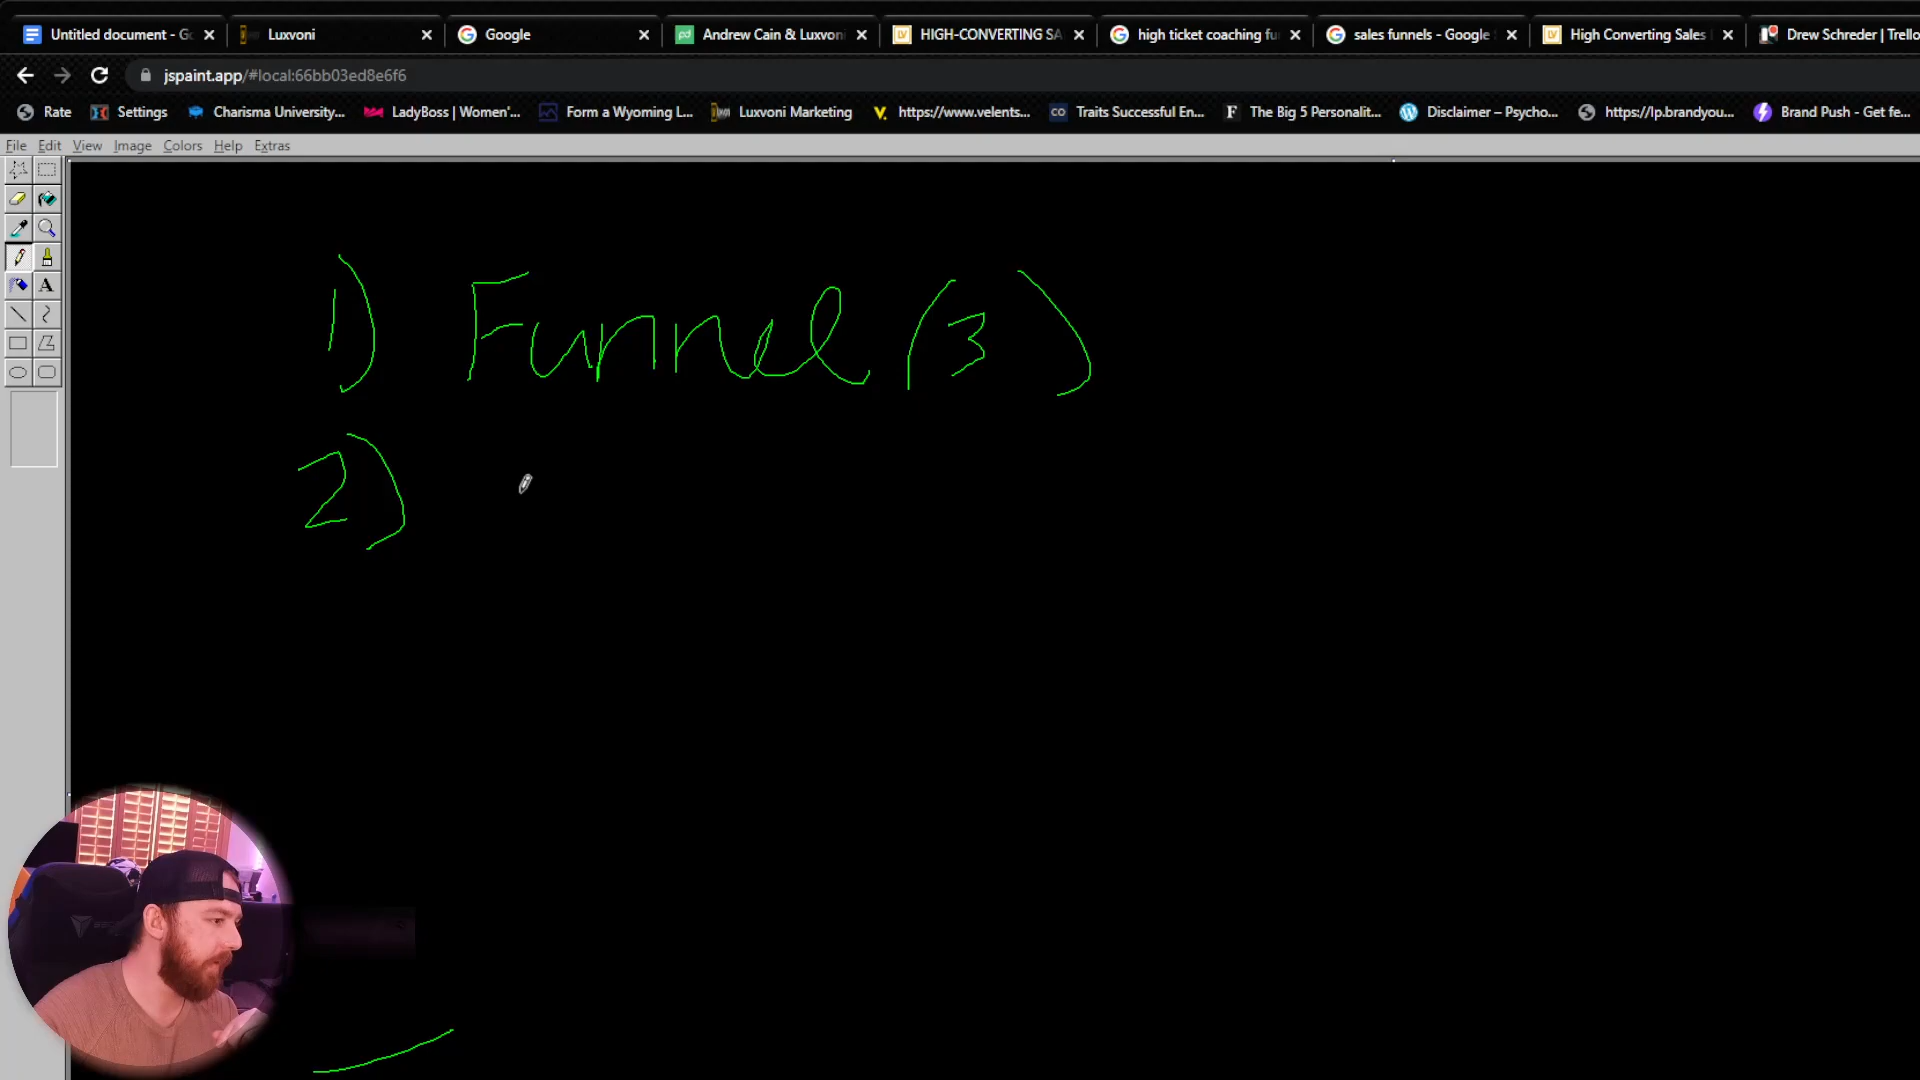 Untitled document - Go
Luxvoni
Google
Andrew Cain & Luxvoni
HIGH-CONVERTING SA
high ticket coaching fu
sales funnels - Google S
High Converting Sales
Drew Schreder | Trello
jspaint.app/#local:66bb03ed8e6f6
Rate
Settings
Charisma University...
LadyBoss | Women'...
Form a Wyoming L...
Luxvoni Marketing
https://www.velents...
Traits Successful En...
The Big 5 Personalit...
Disclaimer – Psycho...
https://lp.brandyou...
Brand Push - Get fe...
File Edit View Image Colors Help Extras
1) Funnel (3)
2)